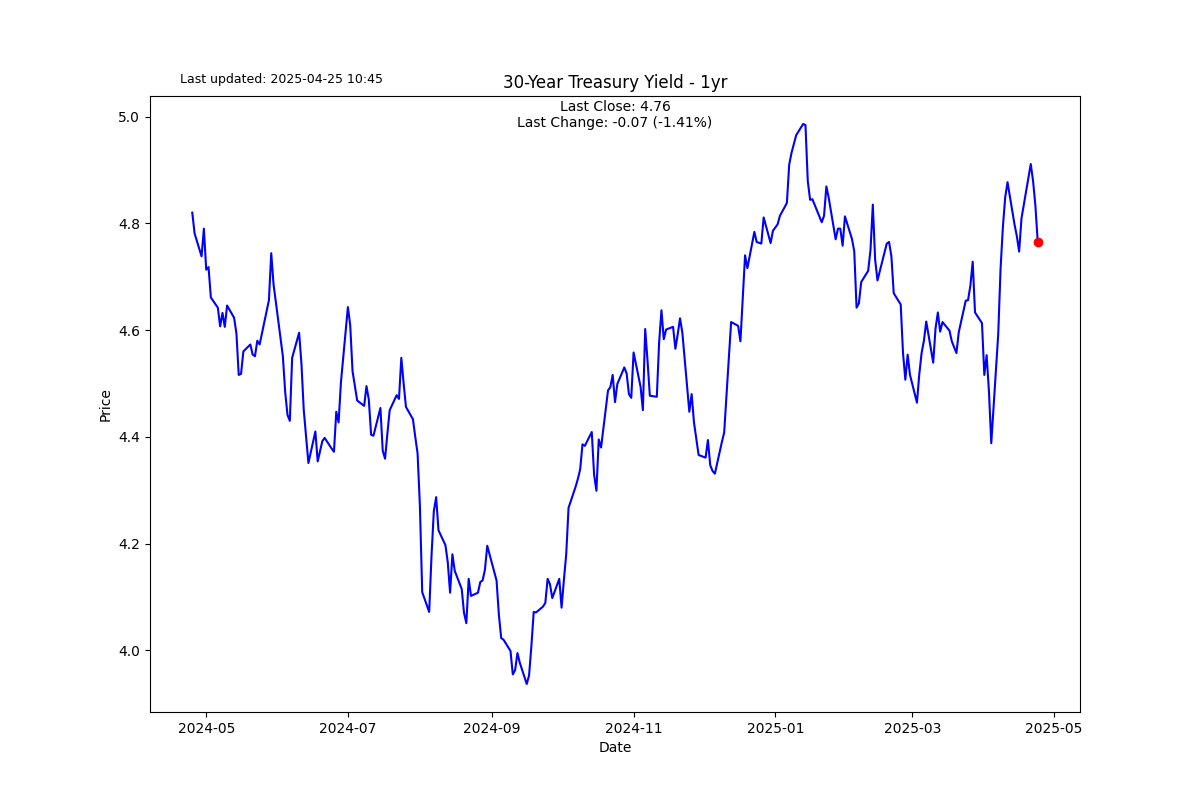 Last updated: 2025-04-25 10:45
30-Year Treasury Yield - 1yr
Last Close: 4.76
Last Change: -0.07 (-1.41%)
Price
5.0
4.8
4.6
4.4
4.2
4.0
2024-05 2024-07 2024-09 2024-11 2025-01 2025-03 2025-05
Date